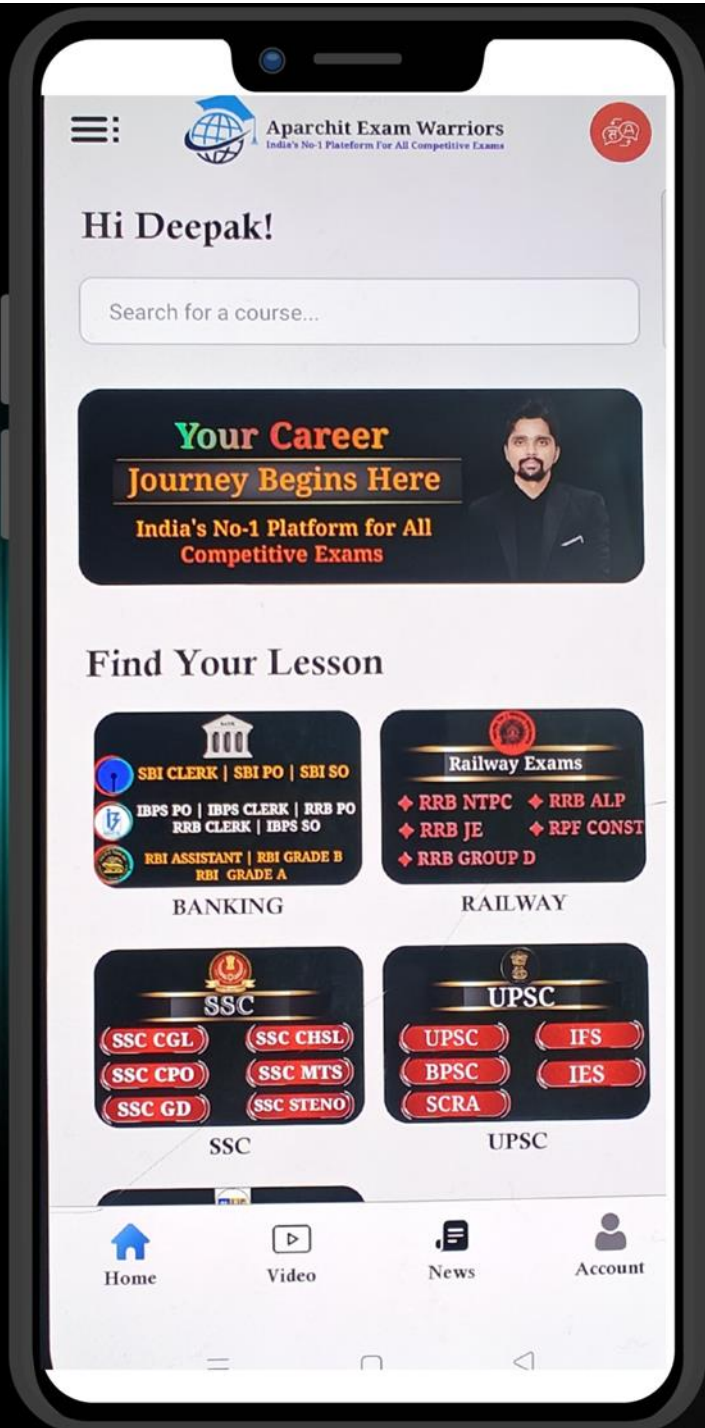 Aparchit Exam Warriors
India's No-1 Plateform For All Competitive Exams
Hi Deepak!
Search for a course...
Your Career
Journey Begins Here
India's No-1 Platform for All
Competitive Exams
Find Your Lesson
SBI CLERK | SBI PO | SBI SO
IBPS PO | IBPS CLERK | RRB PO
RRB CLERK | IBPS SO
RBI ASSISTANT | RBI GRADE B
RBI GRADE A
BANKING
Railway Exams
RRB NTPC RRB ALP
RRB JE RPF CONST
RRB GROUP D
RAILWAY
SSC
SSC CGL SSC CHSL
SSC CPO SSC MTS
SSC GD SSC STENO
SSC
UPSC
UPSC IFS
BPSC IES
SCRA
UPSC
Home Video News Account